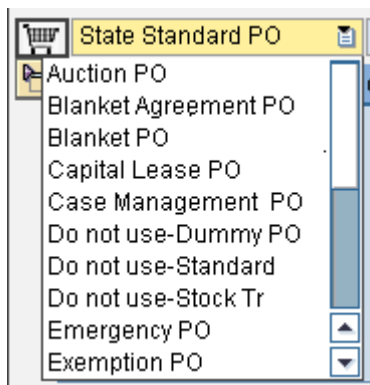 State Standard PO
Auction PO
Blanket Agreement PO
Blanket PO
Capital Lease PO
Case Management PO
Do not use-Dummy PO
Do not use-Standard
Do not use-Stock Tr
Emergency PO
Exemption PO